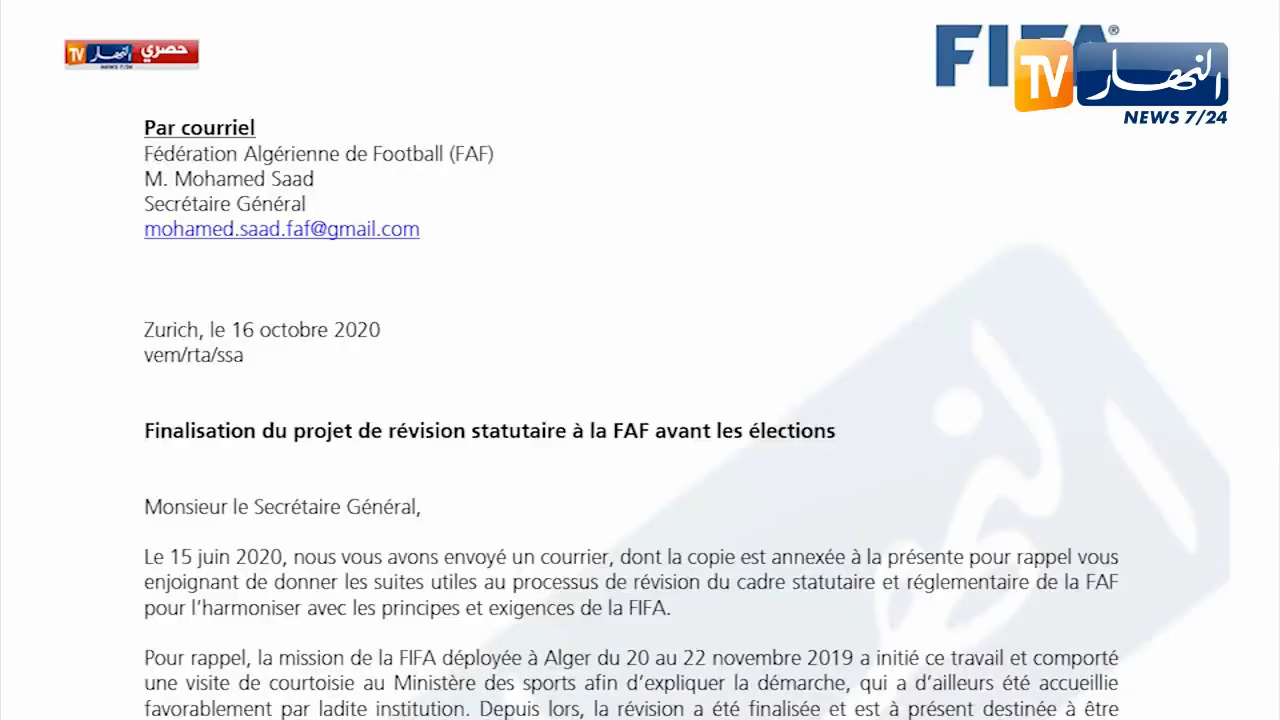 TV النهار حصري
NEWS 7/24
FIFA®
TV النهار
NEWS 7/24
Par courriel
Fédération Algérienne de Football (FAF)
M. Mohamed Saad
Secrétaire Général
mohamed.saad.faf@gmail.com
Zurich, le 16 octobre 2020
vem/rta/ssa
Finalisation du projet de révision statutaire à la FAF avant les élections
Monsieur le Secrétaire Général,
Le 15 juin 2020, nous vous avons envoyé un courrier, dont la copie est annexée à la présente pour rappel vous
enjoignant de donner les suites utiles au processus de révision du cadre statutaire et réglementaire de la FAF
pour l’harmoniser avec les principes et exigences de la FIFA.
Pour rappel, la mission de la FIFA déployée à Alger du 20 au 22 novembre 2019 a initié ce travail et comporté
une visite de courtoisie au Ministère des sports afin d’expliquer la démarche, qui a d’ailleurs été accueillie
favorablement par ladite institution. Depuis lors, la révision a été finalisée et est à présent destinée à être